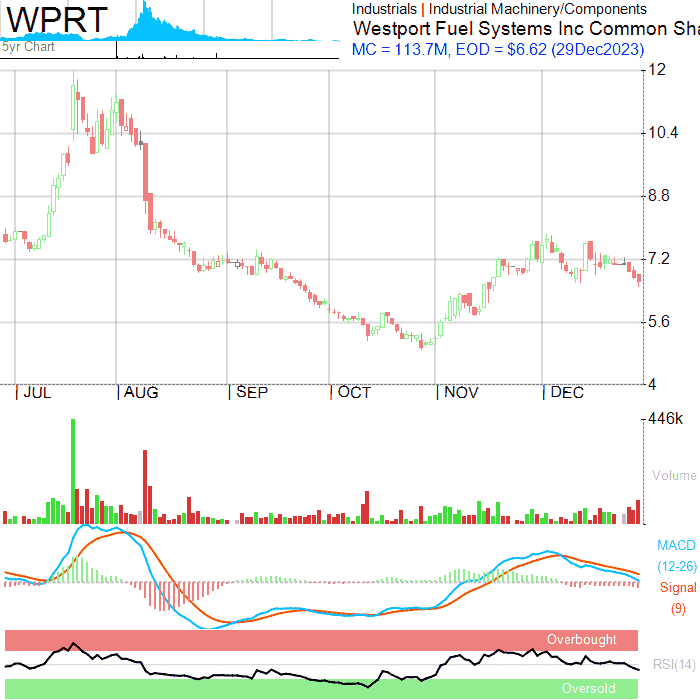 WPRT
5yr Chart
Industrials | Industrial Machinery/Components
Westport Fuel Systems Inc Common Sha
MC = 113.7M, EOD = $6.62 (29Dec2023)
12
10.4
8.8
7.2
5.6
4
JUL
AUG
SEP
OCT
NOV
DEC
446k
Volume
MACD
(12-26)
Signal
(9)
Overbought
RSI(14)
Oversold